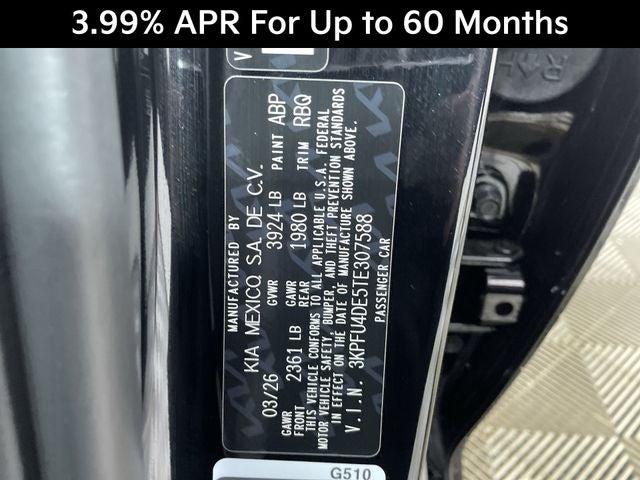 3.99% APR For Up to 60 Months
V
RAH
MANUFACTURED BY
KIA MEXICO, S.A. DE C.V.
03/26 GVWR 3924 LB PAINT ABP
GAWR FRONT 2361 LB GAWR REAR 1980 LB TRIM RBQ
THIS VEHICLE CONFORMS TO ALL APPLICABLE U.S.A. FEDERAL
MOTOR VEHICLE SAFETY, BUMPER, AND THEFT PREVENTION STANDARDS
IN EFFECT ON THE DATE OF MANUFACTURE SHOWN ABOVE.
V.I.N. 3KPFU4DE5TE307588
PASSENGER CAR
G510